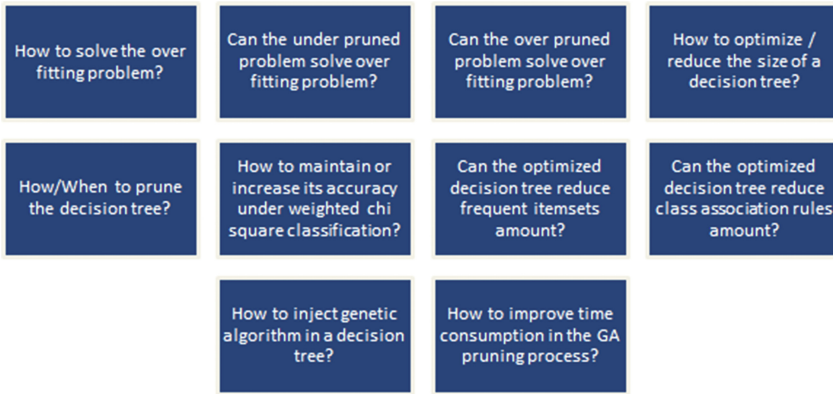 How to solve the over
fitting problem?
Can the under pruned
problem solve over
fitting problem?
Can the over pruned
problem solve over
fitting problem?
How to optimize /
reduce the size of a
decision tree?
How/When to prune
the decision tree?
How to maintain or
increase its accuracy
under weighted chi
square classification?
Can the optimized
decision tree reduce
frequent itemsets
amount?
Can the optimized
decision tree reduce
class association rules
amount?
How to inject genetic
algorithm in a decision
tree?
How to improve time
consumption in the GA
pruning process?